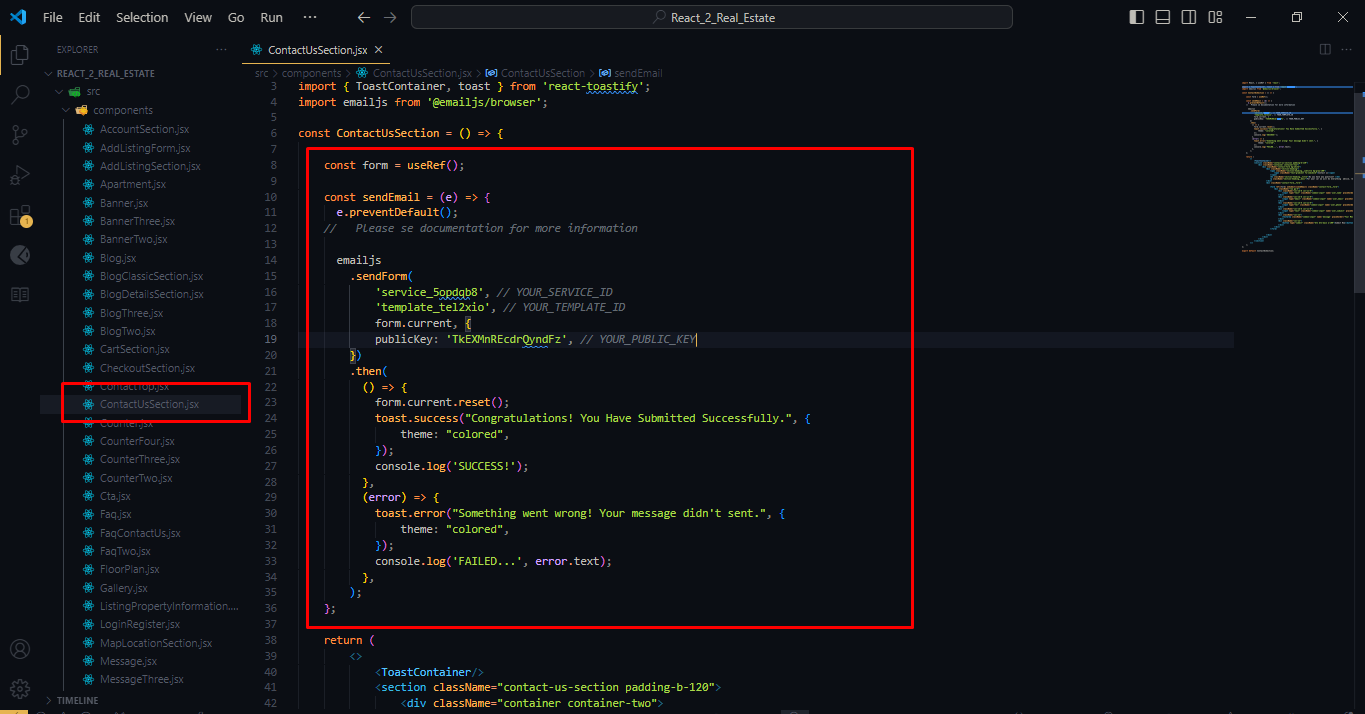 File Edit Selection View Go Run ··· React_2_Real_Estate
EXPLORER ··· ContactUsSection.jsx
REACT_2_REAL_ESTATE
src
components
AccountSection.jsx
AddListingForm.jsx
AddListingSection.jsx
Apartment.jsx
Banner.jsx
BannerThree.jsx
BannerTwo.jsx
Blog.jsx
BlogClassicSection.jsx
BlogDetailsSection.jsx
BlogThree.jsx
BlogTwo.jsx
CartSection.jsx
CheckoutSection.jsx
ContactTop.jsx
ContactUsSection.jsx
Counter.jsx
CounterFour.jsx
CounterThree.jsx
CounterTwo.jsx
Cta.jsx
Faq.jsx
FaqContactUs.jsx
FaqTwo.jsx
FloorPlan.jsx
Gallery.jsx
ListingPropertyInformation....
LoginRegister.jsx
MapLocationSection.jsx
Message.jsx
MessageThree.jsx
TIMELINE
1
src > components > ContactUsSection.jsx > ContactUsSection > sendEmail
3 import { ToastContainer, toast } from 'react-toastify';
4 import emailjs from '@emailjs/browser';
5
6 const ContactUsSection = () => {
7
8 const form = useRef();
9
10 const sendEmail = (e) => {
11 e.preventDefault();
12 // Please se documentation for more information
13
14 emailjs
15 .sendForm(
16 'service_5opdqb8', // YOUR_SERVICE_ID
17 'template_tel2xio', // YOUR_TEMPLATE_ID
18 form.current, {
19 publicKey: 'TkEXMnREcdrQyndFz', // YOUR_PUBLIC_KEY
20 })
21 .then(
22 () => {
23 form.current.reset();
24 toast.success("Congratulations! You Have Submitted Successfully.", {
25 theme: "colored",
26 });
27 console.log('SUCCESS!');
28 },
29 (error) => {
30 toast.error("Something went wrong! Your message didn't sent.", {
31 theme: "colored",
32 });
33 console.log('FAILED...', error.text);
34 },
35 );
36 };
37
38 return (
39 <>
40 <ToastContainer/>
41 <section className="contact-us-section padding-b-120">
42 <div className="container container-two">